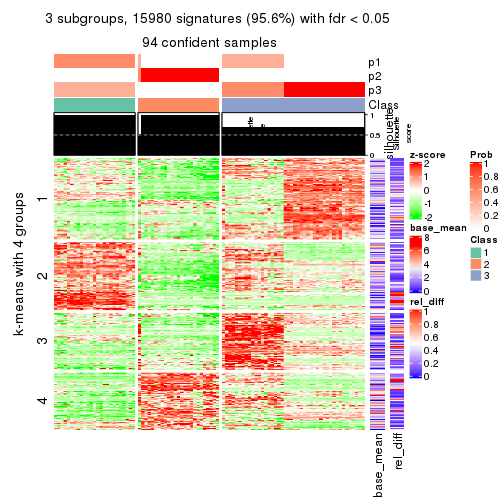 3 subgroups, 15980 signatures (95.6%) with fdr < 0.05
94 confident samples
p1
p2
p3
Class
1
0.5
0
silhouette
Silhouette
score
k-means with 4 groups
1
2
3
4
base_mean
rel_diff
z-score
2
1
0
-1
-2
base_mean
8
6
4
2
0
rel_diff
1
0.8
0.6
0.4
0.2
0
Prob
1
0.8
0.6
0.4
0.2
0
Class
1
2
3